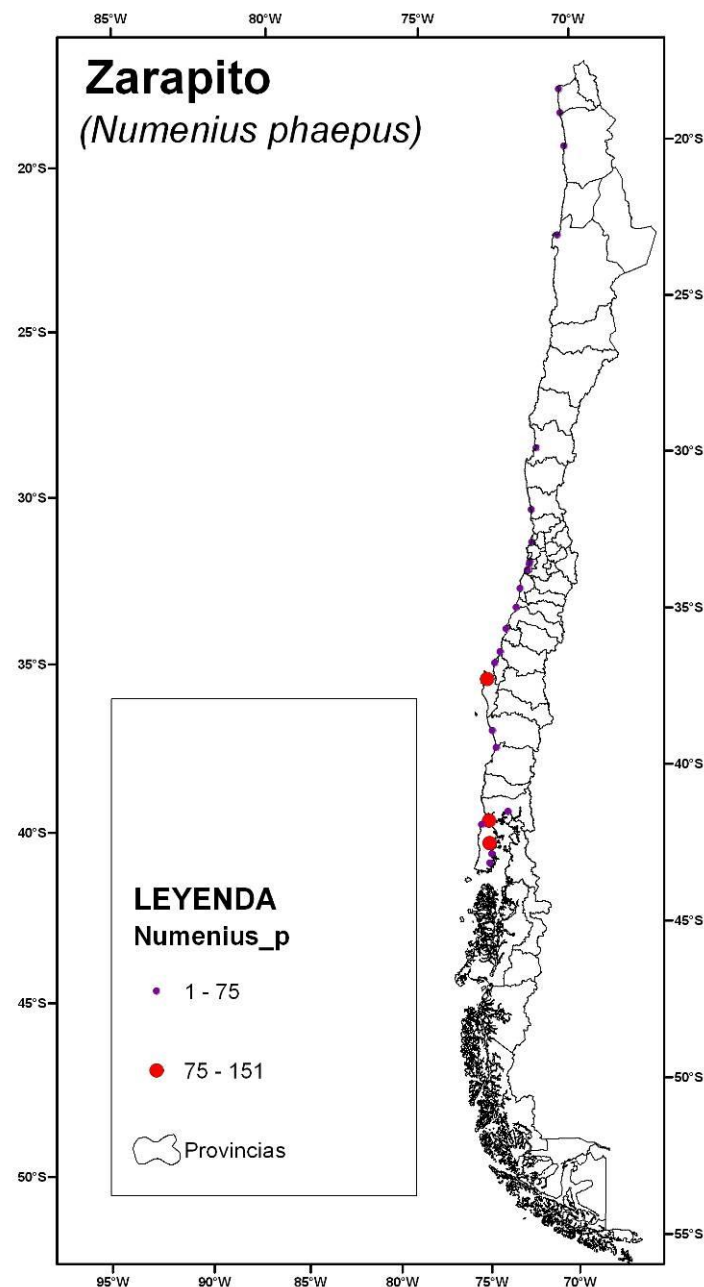 85°W 80°W 75°W 70°W
Zarapito
(Numenius phaepus)
20°S
25°S
30°S
35°S
40°S
45°S
50°S
20°S
25°S
30°S
35°S
40°S
45°S
50°S
55°S
LEYENDA
Numenius_p
1 - 75
75 - 151
Provincias
95°W 90°W 85°W 80°W 75°W 70°W